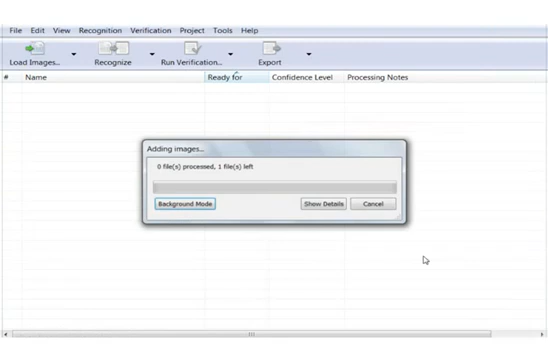 File Edit View Recognition Verification Project Tools Help
Load Images... Recognize Run Verification... Export
# Name Ready for Confidence Level Processing Notes
Adding images...
0 file(s) processed, 1 file(s) left
Background Mode Show Details Cancel